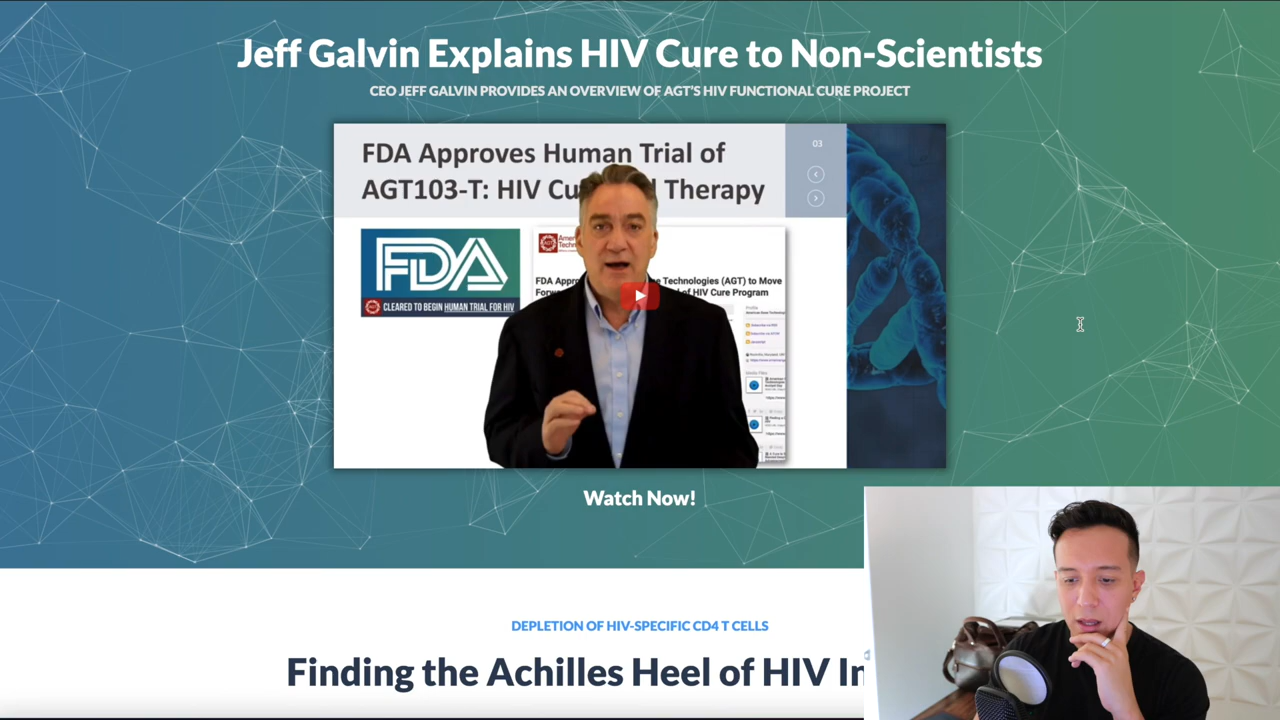 Jeff Galvin Explains HIV Cure to Non-Scientists
CEO JEFF GALVIN PROVIDES AN OVERVIEW OF AGT'S HIV FUNCTIONAL CURE PROJECT
FDA Approves Human Trial of
AGT103-T: HIV Cu Therapy
03
FDA
CLEARED TO BEGIN HUMAN TRIAL FOR HIV
FDA Appro e Technologies (AGT) to Move
Forw of HIV Cure Program
Watch Now!
DEPLETION OF HIV-SPECIFIC CD4 T CELLS
Finding the Achilles Heel of HIV In